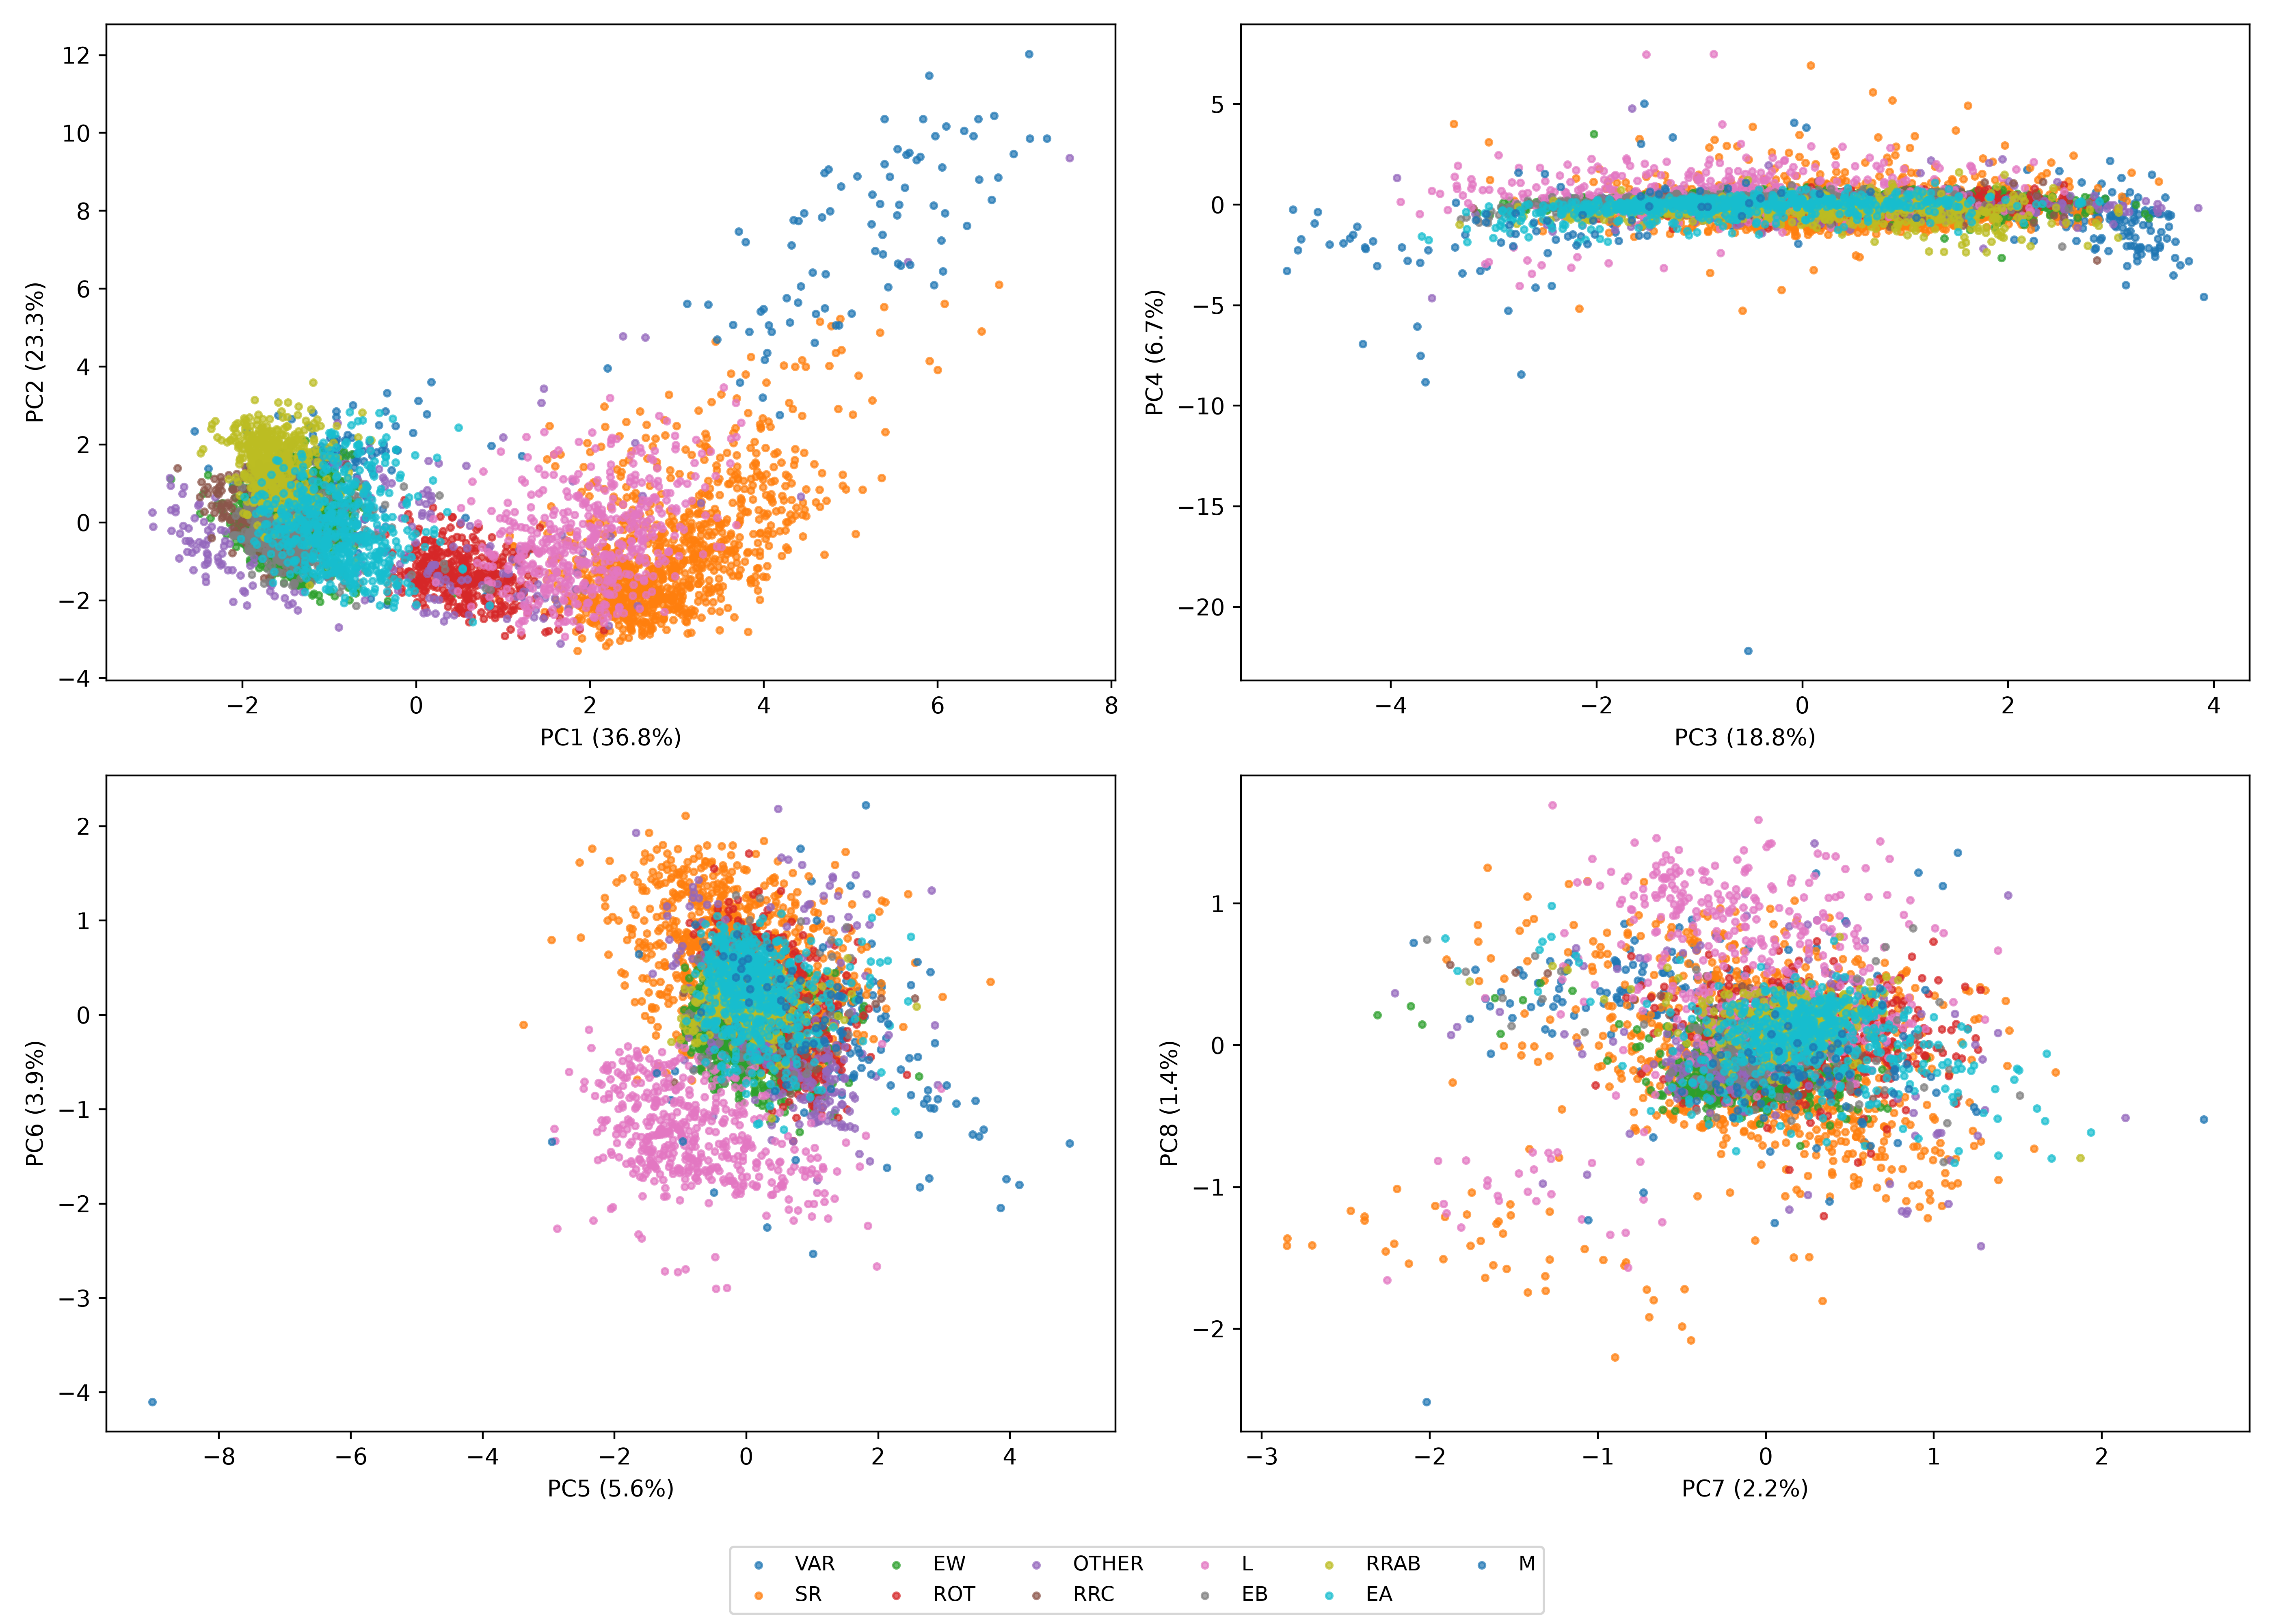 12
10
8
6
4
2
0
−2
−4
PC2 (23.3%)
−2 0 2 4 6 8
PC1 (36.8%)
5
0
−5
−10
−15
−20
PC4 (6.7%)
−4 −2 0 2 4
PC3 (18.8%)
2
1
0
−1
−2
−3
−4
PC6 (3.9%)
−8 −6 −4 −2 0 2 4
PC5 (5.6%)
1
0
−1
−2
PC8 (1.4%)
−3 −2 −1 0 1 2
PC7 (2.2%)
VAR EW OTHER L RRAB M
SR ROT RRC EB EA